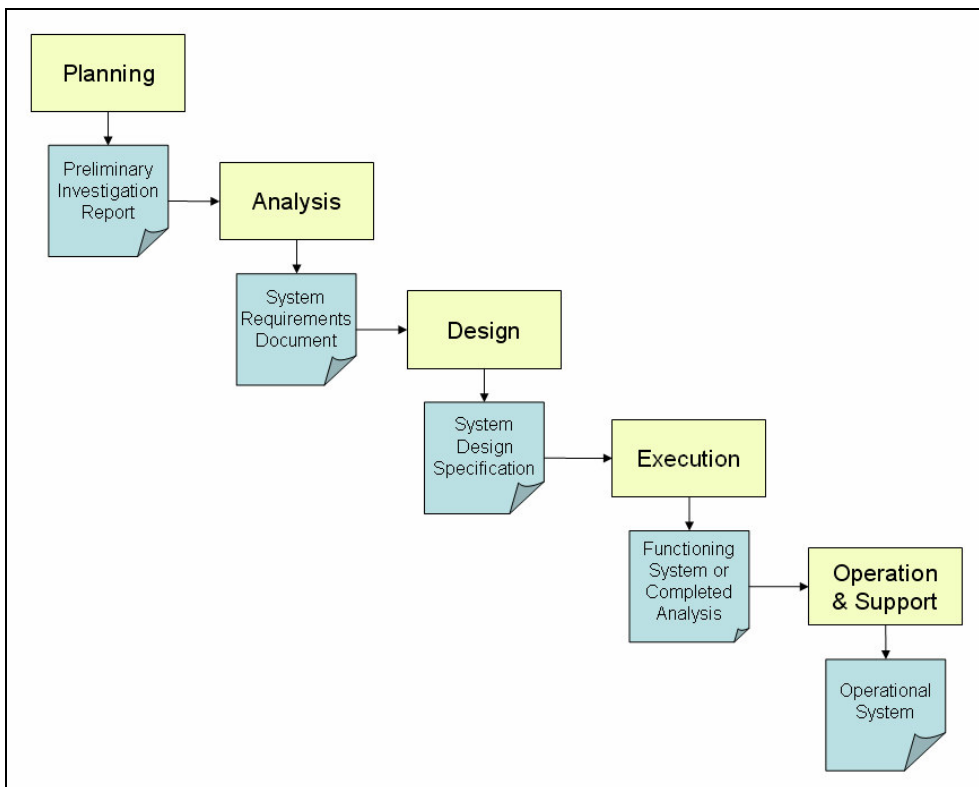 Planning
Preliminary
Investigation
Report
Analysis
System
Requirements
Document
Design
System
Design
Specification
Execution
Functioning
System or
Completed
Analysis
Operation
& Support
Operational
System